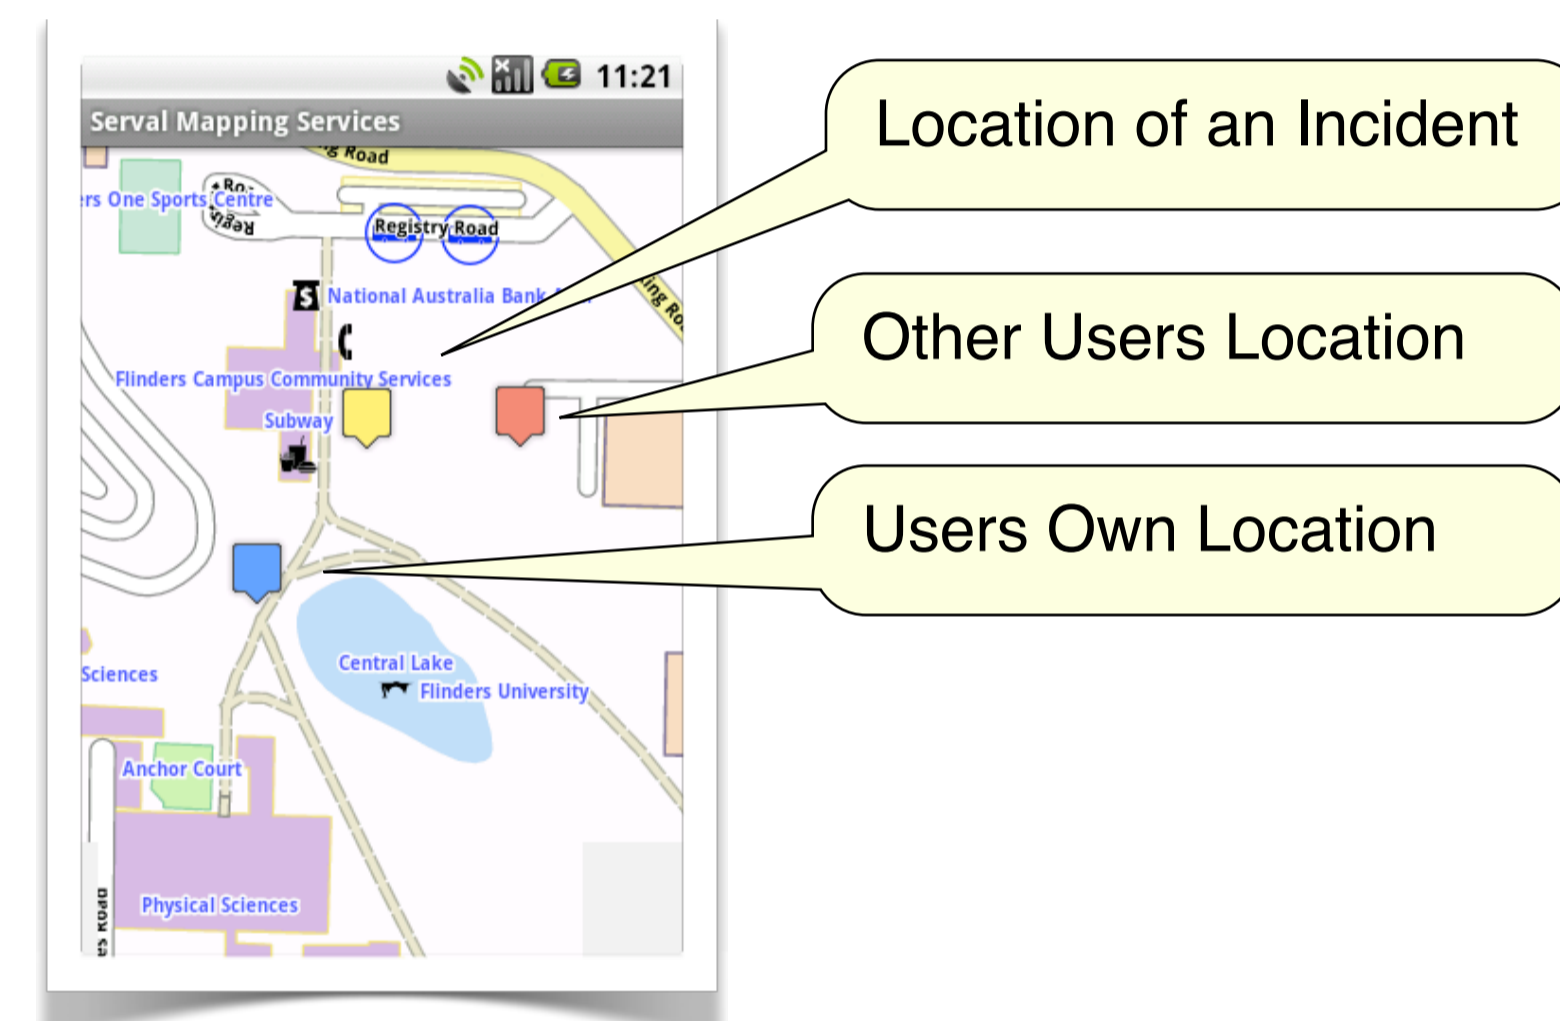 11:21
Serval Mapping Services
Location of an Incident
Other Users Location
Users Own Location
Road
rs One Sports Centre
Registry Road
National Australia Bank
Flinders Campus Community Services
Subway
Central Lake
Flinders University
Sciences
Anchor Court
Physical Sciences
Road